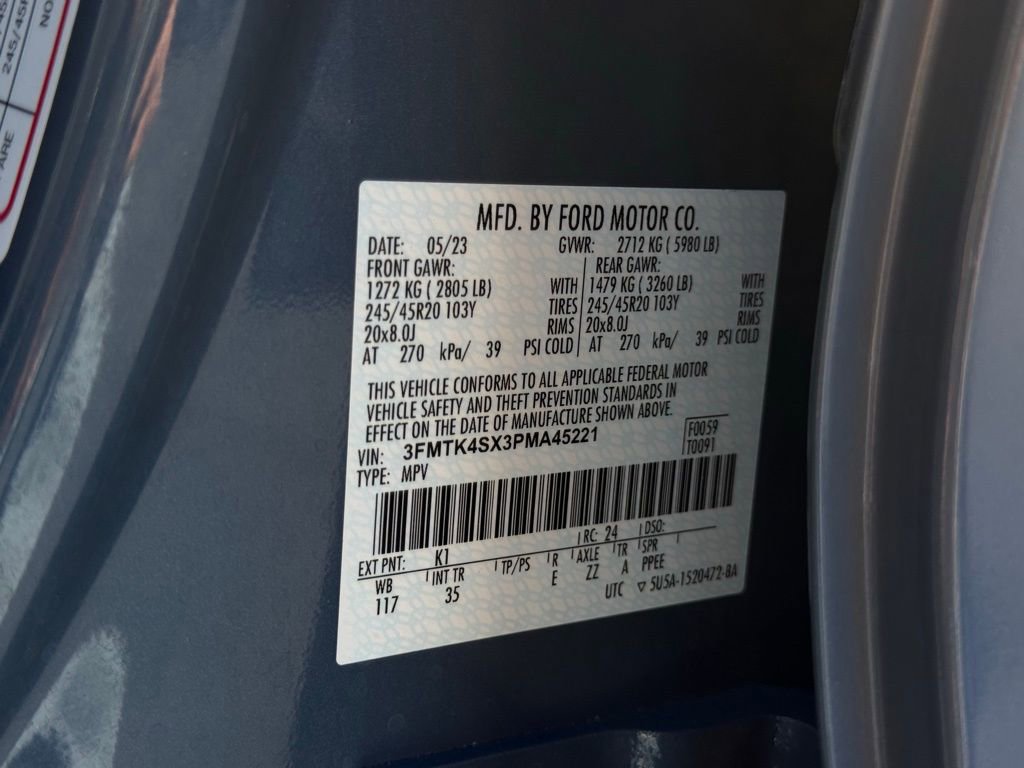 245/45R
NO
ARE
MFD. BY FORD MOTOR CO.
DATE: 05/23 GVWR: 2712 KG ( 5980 LB)
FRONT GAWR: REAR GAWR:
1272 KG ( 2805 LB) WITH 1479 KG ( 3260 LB) WITH
245/45R20 103Y TIRES 245/45R20 103Y TIRES
20x8.0J RIMS 20x8.0J RIMS
AT 270 kPa/ 39 PSI COLD AT 270 kPa/ 39 PSI COLD
THIS VEHICLE CONFORMS TO ALL APPLICABLE FEDERAL MOTOR
VEHICLE SAFETY AND THEFT PREVENTION STANDARDS IN
EFFECT ON THE DATE OF MANUFACTURE SHOWN ABOVE.
VIN: 3FMTK4SX3PMA45221 F0059
TYPE: MPV T0091
EXT PNT: K1 RC: 24 DSO:
WB INT TR TP/PS R AXLE TR SPR
117 35 E ZZ A PPEE
UTC ▽ 5U5A-1520472-BA